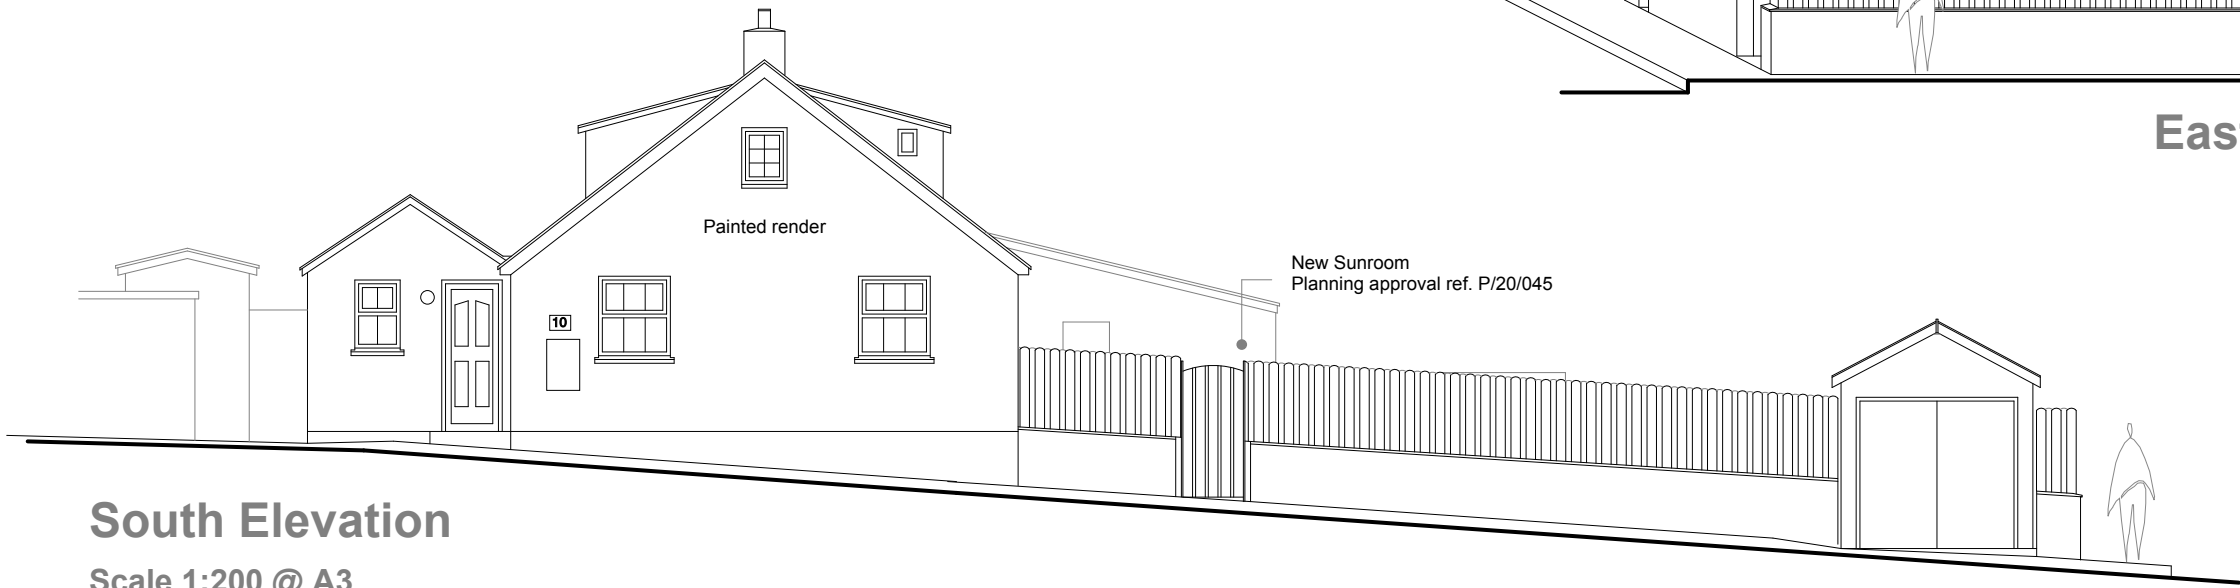 Eas
Painted render
New Sunroom
Planning approval ref. P/20/045
10
South Elevation
Scale 1:200 @ A3